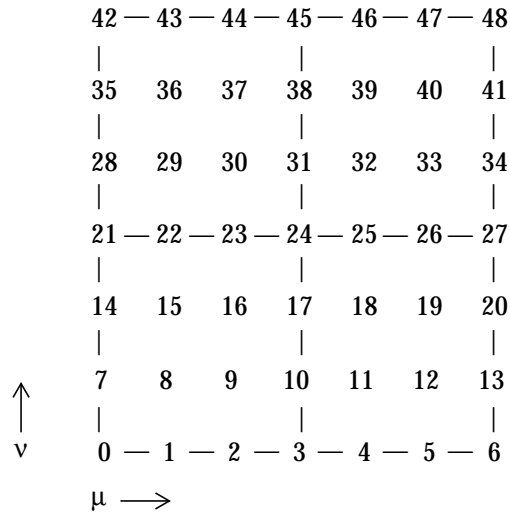 42 — 43 — 44 — 45 — 46 — 47 — 48
| | |
35 36 37 38 39 40 41
| | |
28 29 30 31 32 33 34
| | |
21 — 22 — 23 — 24 — 25 — 26 — 27
| | |
14 15 16 17 18 19 20
| | |
7 8 9 10 11 12 13
| | |
ν 0 — 1 — 2 — 3 — 4 — 5 — 6
μ